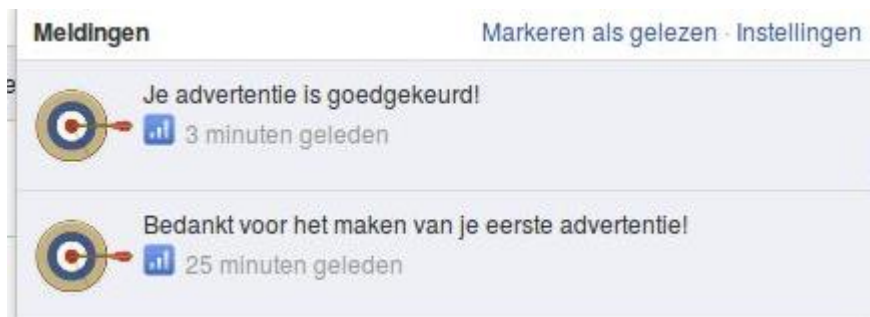 Meldingen Markeren als gelezen · Instellingen
e
Je advertentie is goedgekeurd!
3 minuten geleden
Bedankt voor het maken van je eerste advertentie!
25 minuten geleden